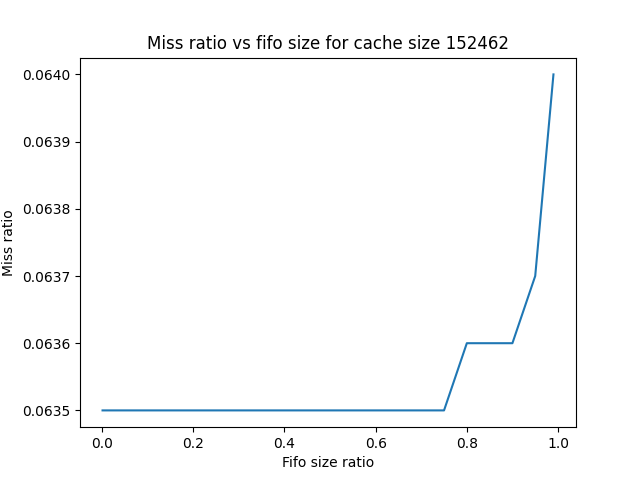 Miss ratio vs fifo size for cache size 152462
0.0640
0.0639
0.0638
0.0637
0.0636
0.0635
Miss ratio
0.0 0.2 0.4 0.6 0.8 1.0
Fifo size ratio